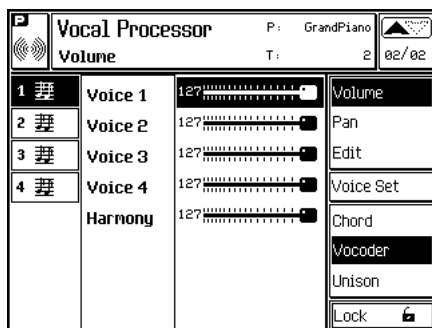 P
Vocal Processor
P: GrandPiano
Volume
T: 2
02/02
1
Voice 1
127
Volume
2
Voice 2
127
Pan
3
Voice 3
127
Edit
4
Voice 4
127
Voice Set
Harmony
127
Chord
Vocoder
Unison
Lock